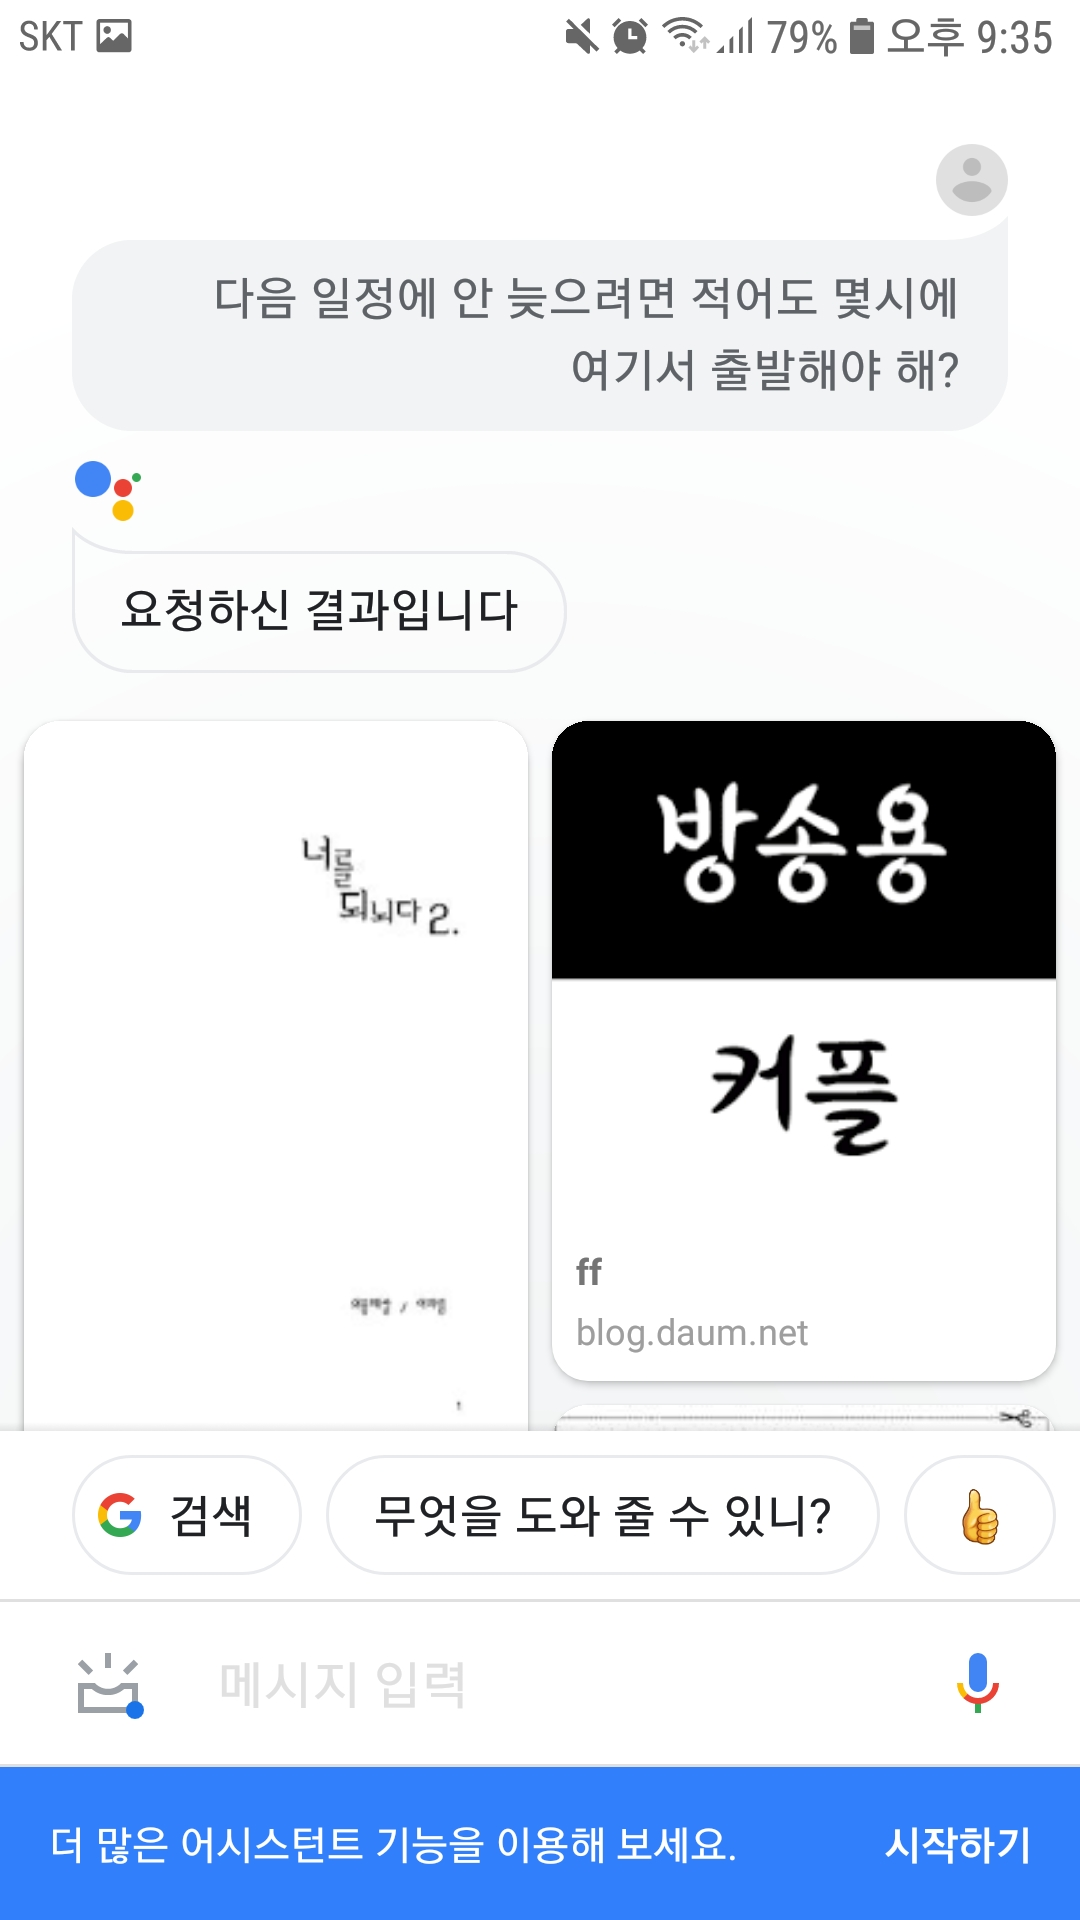 SKT 79% 오후 9:35
다음 일정에 안 늦으려면 적어도 몇시에
여기서 출발해야 해?
요청하신 결과입니다
너를
되뇌다 2.
방송용
커플
ff
blog.daum.net
검색
무엇을 도와 줄 수 있니?
메시지 입력
더 많은 어시스턴트 기능을 이용해 보세요.
시작하기